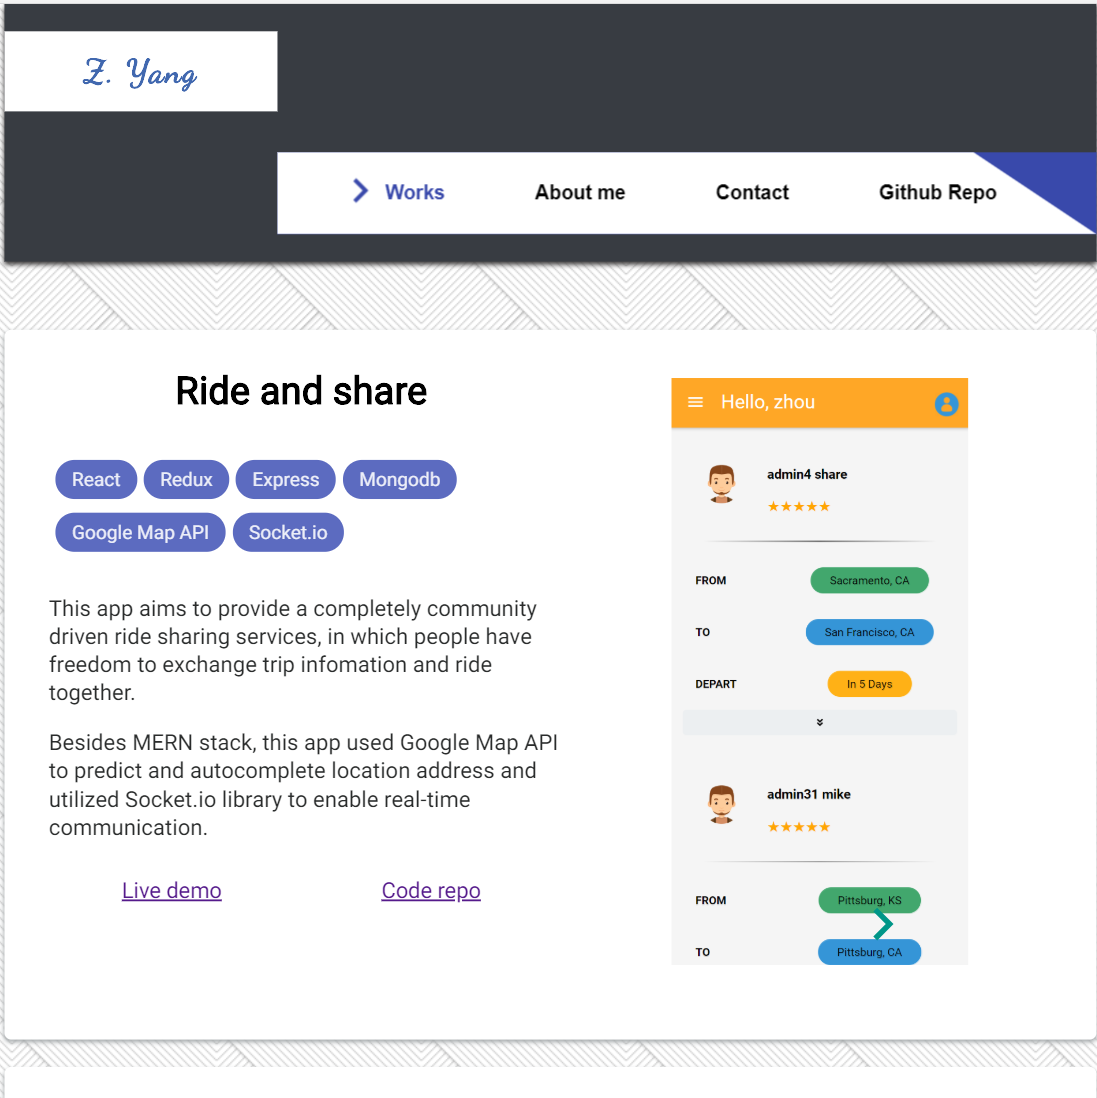 Z. Yang
Works About me Contact Github Repo
Ride and share
React Redux Express Mongodb
Google Map API Socket.io
This app aims to provide a completely community
driven ride sharing services, in which people have
freedom to exchange trip infomation and ride
together.
Besides MERN stack, this app used Google Map API
to predict and autocomplete location address and
utilized Socket.io library to enable real-time
communication.
Live demo Code repo
Hello, zhou
admin4 share
FROM Sacramento, CA
TO San Francisco, CA
DEPART In 5 Days
admin31 mike
FROM Pittsburg, KS
TO Pittsburg, CA